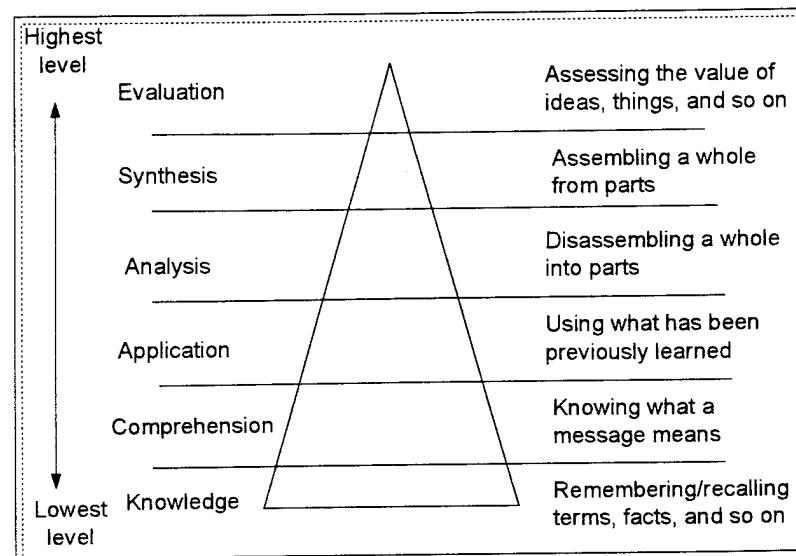 Highest
level
Evaluation
Assessing the value of
ideas, things, and so on
Synthesis
Assembling a whole
from parts
Analysis
Disassembling a whole
into parts
Application
Using what has been
previously learned
Comprehension
Knowing what a
message means
Knowledge
Remembering/recalling
terms, facts, and so on
Lowest
level